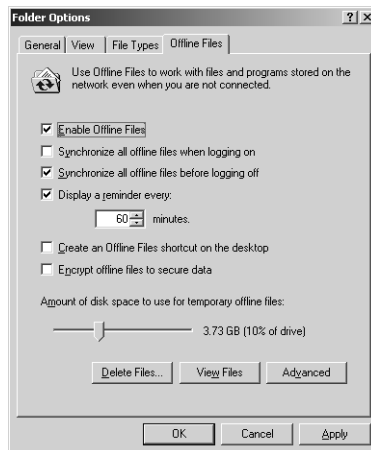 Folder Options
? X
General View File Types Offline Files
Use Offline Files to work with files and programs stored on the
network even when you are not connected.
Enable Offline Files
Synchronize all offline files when logging on
Synchronize all offline files before logging off
Display a reminder every:
60 minutes.
Create an Offline Files shortcut on the desktop
Encrypt offline files to secure data
Amount of disk space to use for temporary offline files:
3.73 GB (10% of drive)
Delete Files... View Files Advanced
OK Cancel Apply